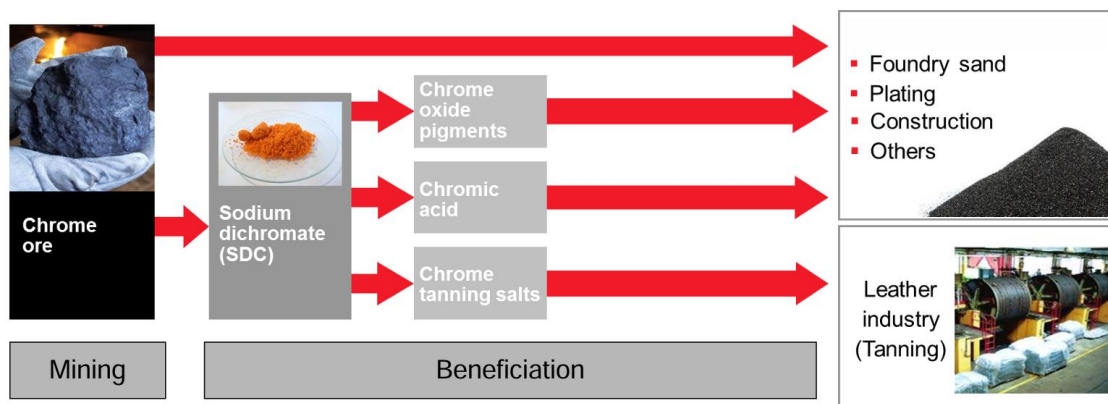 Chrome
ore
Sodium
dichromate
(SDC)
Chrome
oxide
pigments
Chromic
acid
Chrome
tanning salts
▪ Foundry sand
▪ Plating
▪ Construction
▪ Others
Leather
industry
(Tanning)
Mining
Beneficiation